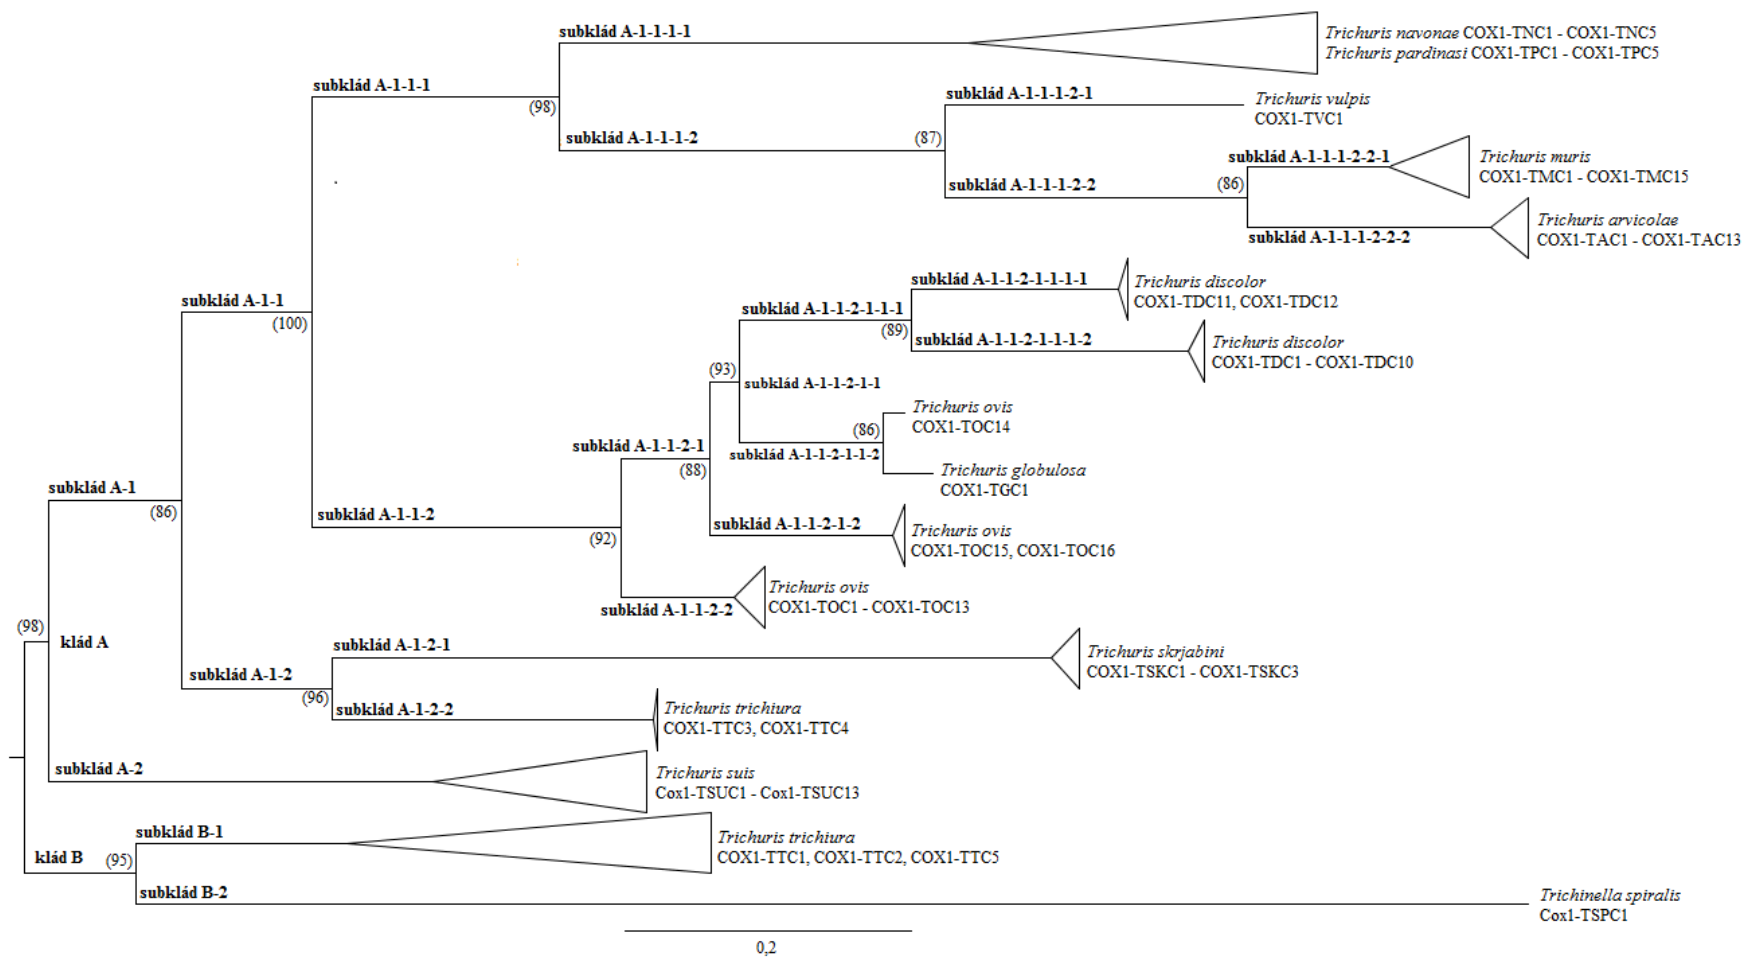 subklád A-1-1-1-1
Trichuris navonae COX1-TNC1 - COX1-TNC5
Trichuris pardinasi COX1-TPC1 - COX1-TPC5
subklád A-1-1-1
(98)
subklád A-1-1-1-2-1
Trichuris vulpis
COX1-TVC1
subklád A-1-1-1-2
(87)
subklád A-1-1-1-2-2-1
Trichuris muris
COX1-TMC1 - COX1-TMC15
subklád A-1-1-1-2-2
(86)
Trichuris arvicolae
COX1-TAC1 - COX1-TAC13
subklád A-1-1-1-2-2-2
subklád A-1-1-2-1-1-1-1
Trichuris discolor
COX1-TDC11, COX1-TDC12
subklád A-1-1
(100)
subklád A-1-1-2-1-1-1
(89)
subklád A-1-1-2-1-1-1-2
Trichuris discolor
COX1-TDC1 - COX1-TDC10
(93)
subklád A-1-1-2-1-1
Trichuris ovis
COX1-TOC14
(86)
subklád A-1-1-2-1
subklád A-1-1-2-1-1-2
(88)
Trichuris globulosa
COX1-TGC1
subklád A-1
(86)
subklád A-1-1-2
(92)
subklád A-1-1-2-1-2
Trichuris ovis
COX1-TOC15, COX1-TOC16
Trichuris ovis
COX1-TOC1 - COX1-TOC13
subklád A-1-1-2-2
(98)
klád A
subklád A-1-2-1
Trichuris skrjabini
COX1-TSKC1 - COX1-TSKC3
subklád A-1-2
(96)
subklád A-1-2-2
Trichuris trichiura
COX1-TTC3, COX1-TTC4
subklád A-2
Trichuris suis
Cox1-TSUC1 - Cox1-TSUC13
subklád B-1
Trichuris trichiura
COX1-TTC1, COX1-TTC2, COX1-TTC5
klád B
(95)
subklád B-2
Trichinella spiralis
Cox1-TSPC1
0,2